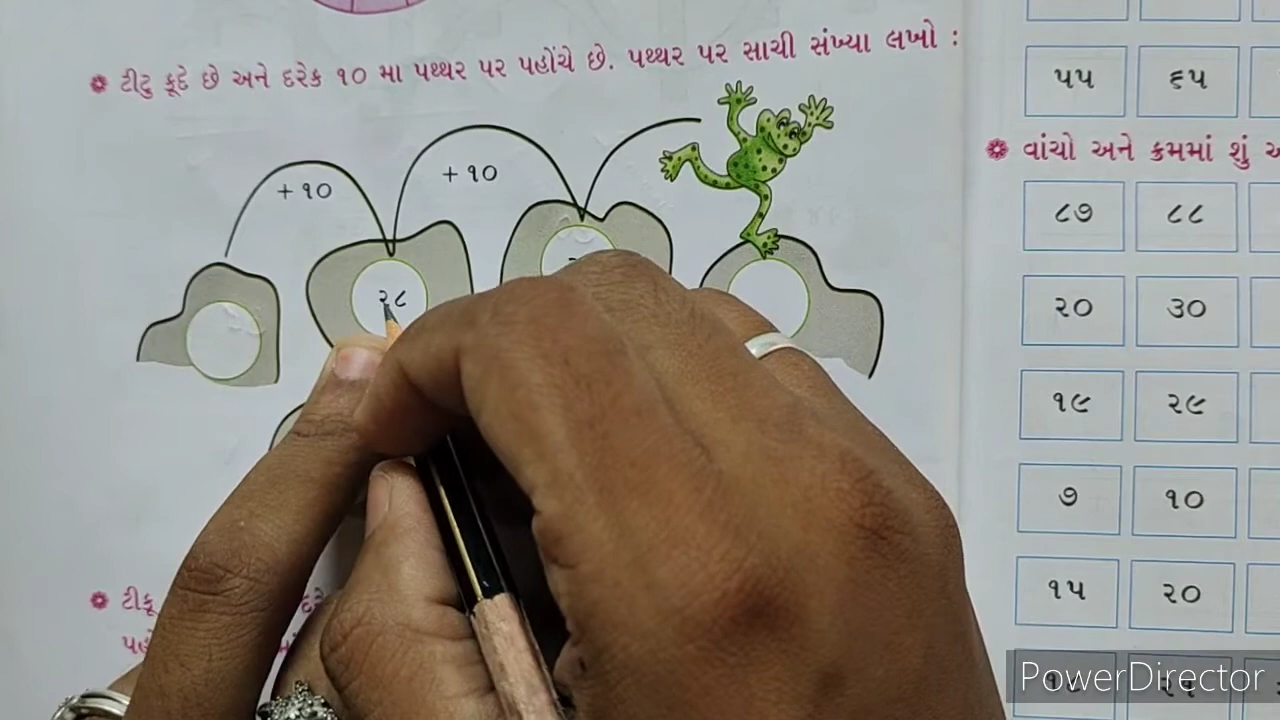 ટીટુ કૂદે છે અને દરેક ૧૦ મા પથ્થર પર પહોંચે છે. પથ્થર પર સાચી સંખ્યા લખો :
+ ૧૦
+ ૧૦
૨૮
ટીકૂ
૫૫ ૬૫
વાંચો અને ક્રમમાં શું
૮૭ ૮૮
૨૦ ૩૦
૧૯ ૨૯
૭ ૧૦
૧૫ ૨૦
PowerDirector